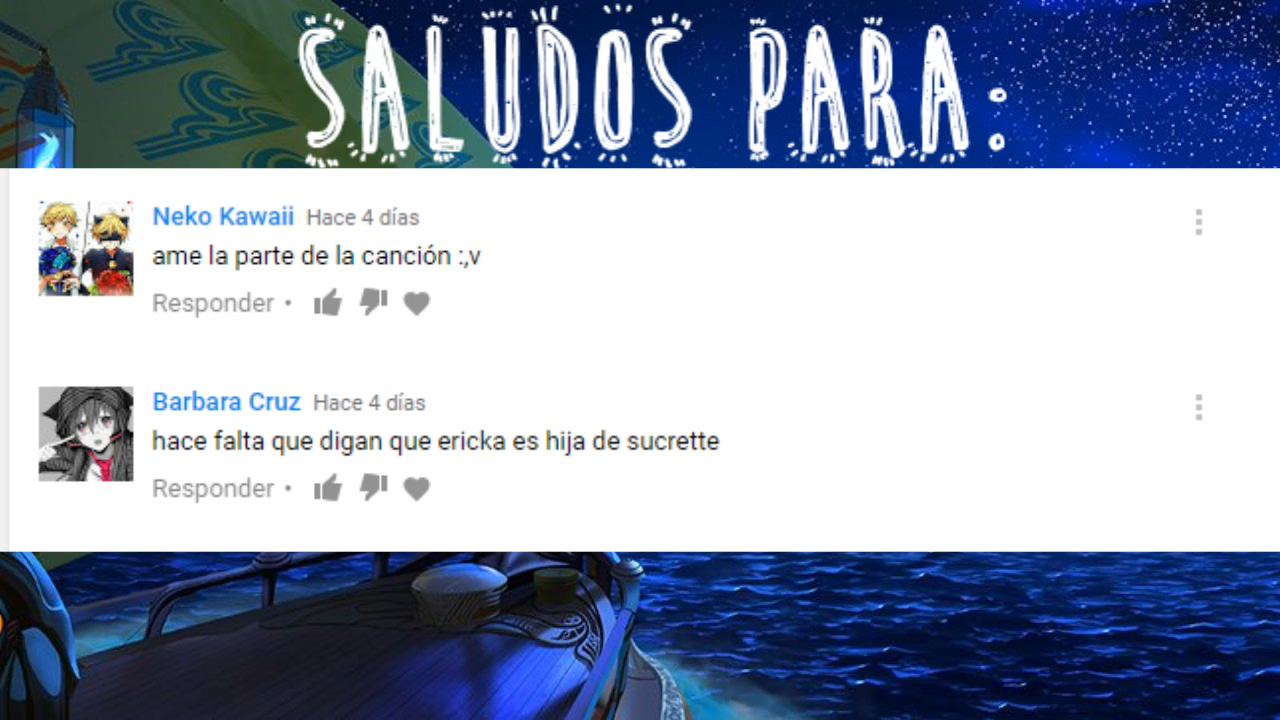 SALUDOS PARA:
Neko Kawaii Hace 4 días
ame la parte de la canción :,v
Responder •
Barbara Cruz Hace 4 días
hace falta que digan que ericka es hija de sucrette
Responder •